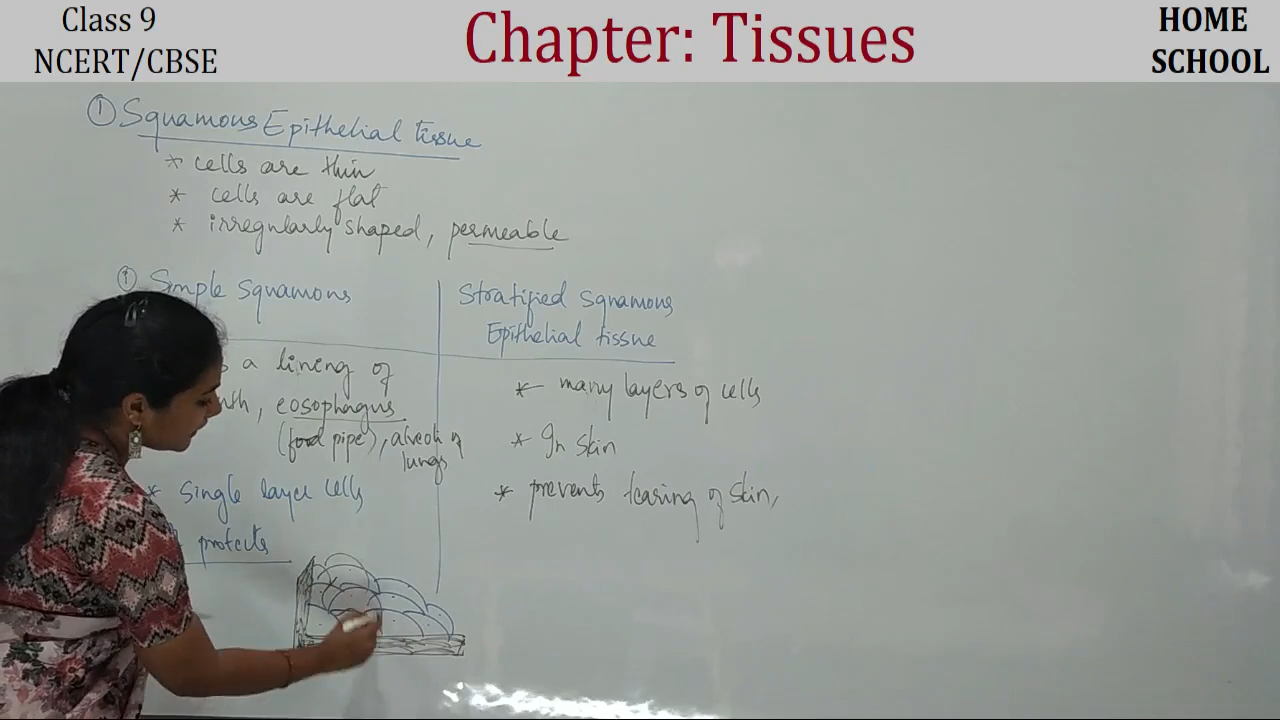 Class 9
NCERT/CBSE
Chapter: Tissues
HOME
SCHOOL
① Squamous Epithelial tissue
* cells are thin
* cells are flat
* irregularly shaped, permeable
① Simple squamous
a lineng of
eosophagus
(food pipe), alveoli of
lungs
* single layer cells
protects
Stratified squamous
Epithelial tissue
* many layers of cells
* In skin
* prevents tearing of skin,